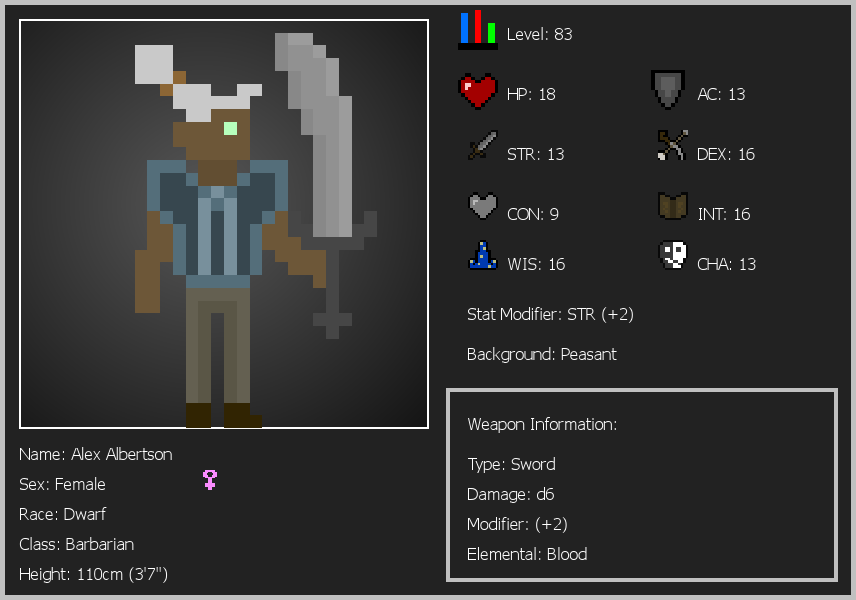 Level: 83
HP: 18
AC: 13
STR: 13
DEX: 16
CON: 9
INT: 16
WIS: 16
CHA: 13
Stat Modifier: STR (+2)
Background: Peasant
Weapon Information:
Type: Sword
Damage: d6
Modifier: (+2)
Elemental: Blood
Name: Alex Albertson
Sex: Female
Race: Dwarf
Class: Barbarian
Height: 110cm (3'7")